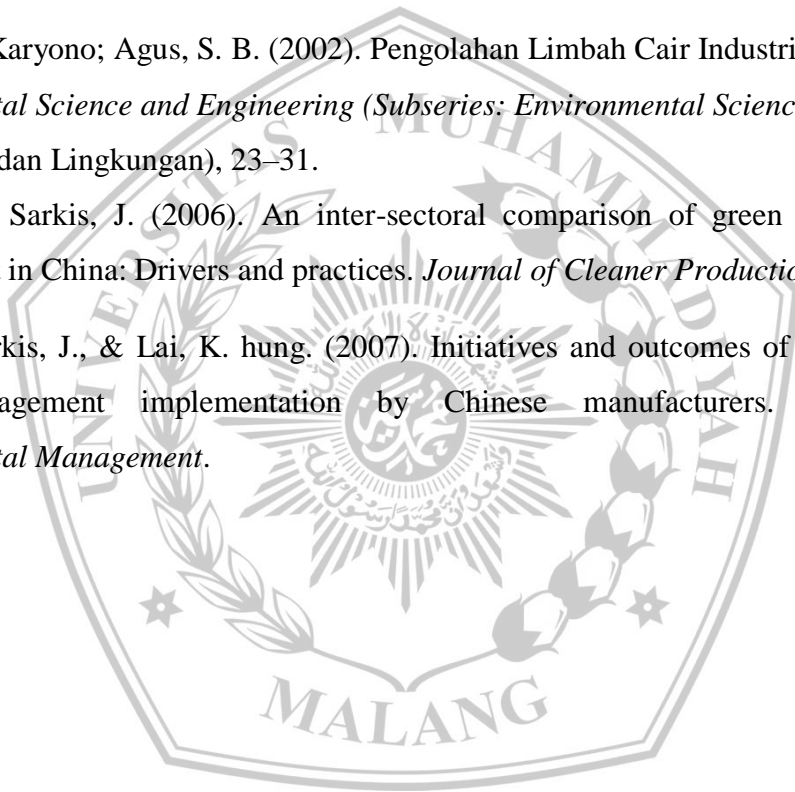 Karyono; Agus, S. B. (2002). Pengolahan Limbah Cair Industri
tal Science and Engineering (Subseries: Environmental Scienc
dan Lingkungan), 23–31.
Sarkis, J. (2006). An inter-sectoral comparison of green
in China: Drivers and practices. Journal of Cleaner Productio
rkis, J., & Lai, K. hung. (2007). Initiatives and outcomes of
agement implementation by Chinese manufacturers.
tal Management.
UNIVERSITAS MUHAMMADIYAH
MALANG